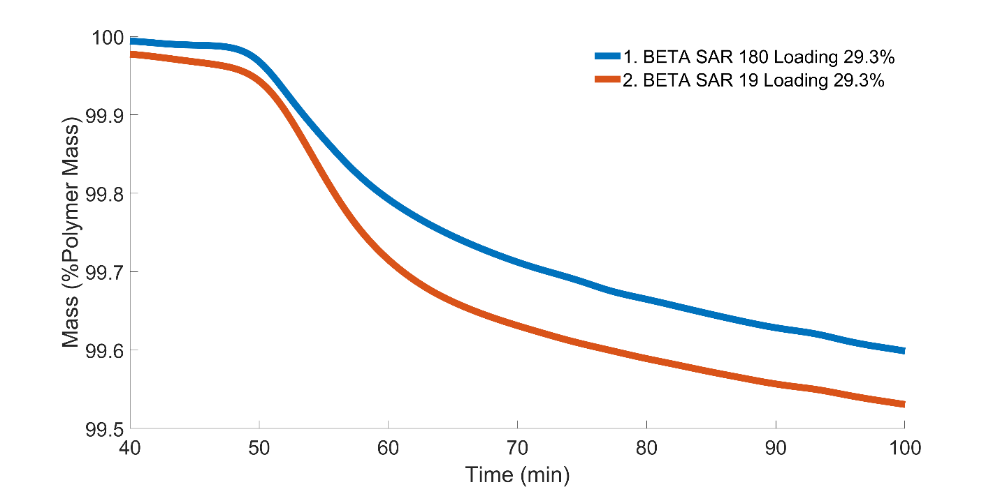 100
99.9
99.8
99.7
99.6
99.5
Mass (%Polymer Mass)
1. BETA SAR 180 Loading 29.3%
2. BETA SAR 19 Loading 29.3%
40 50 60 70 80 90 100
Time (min)